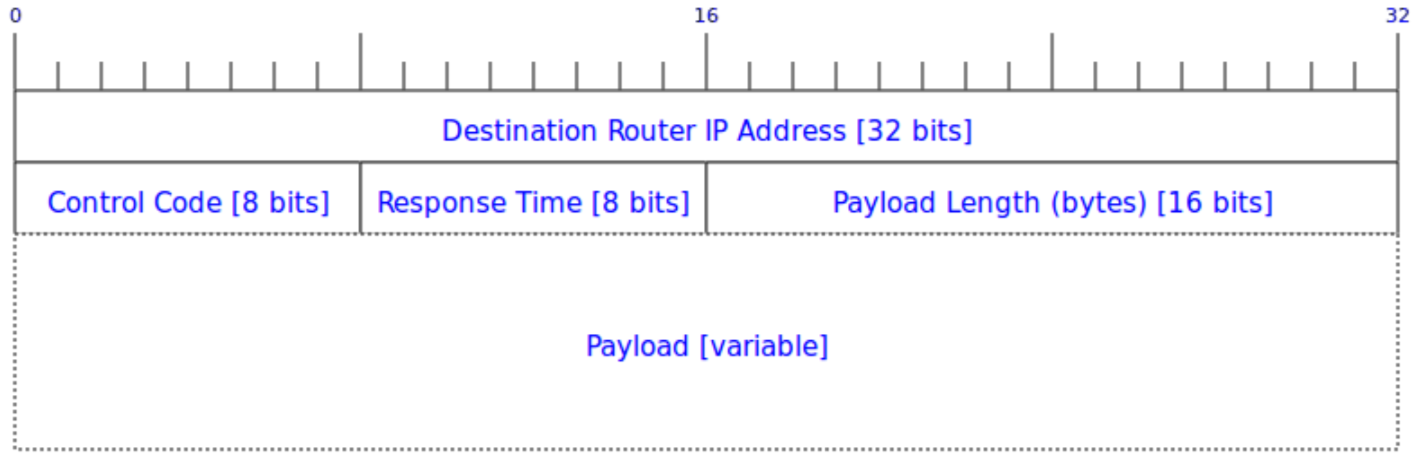 0 16 32
Destination Router IP Address [32 bits]
Control Code [8 bits] Response Time [8 bits] Payload Length (bytes) [16 bits]
Payload [variable]